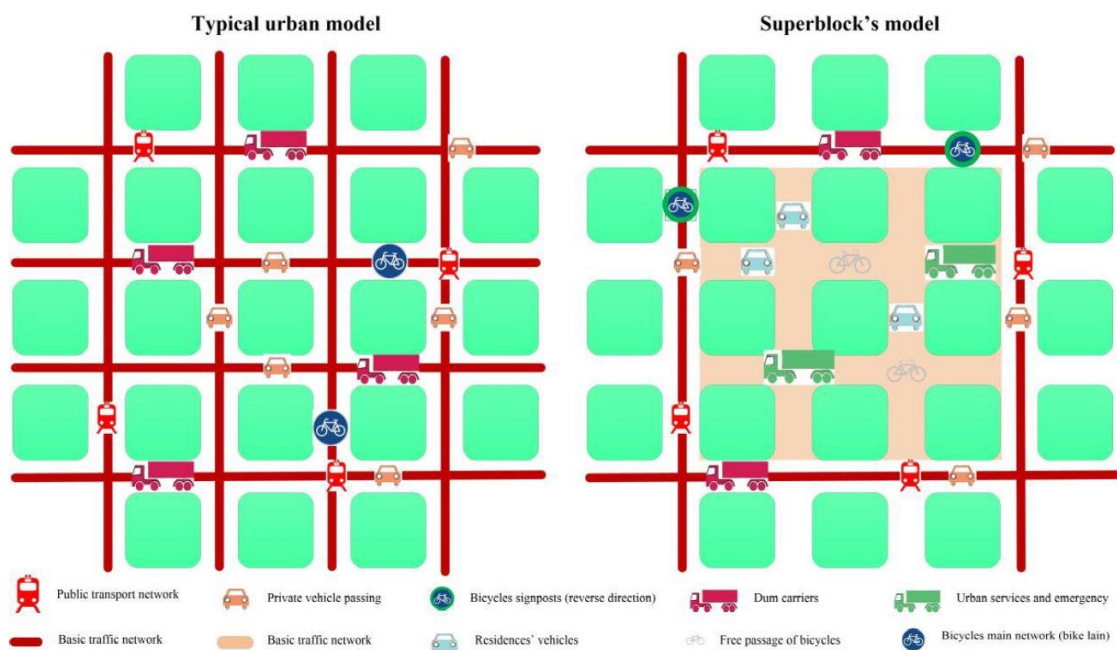 Typical urban model
Superblock's model
Public transport network
Private vehicle passing
Bicycles signposts (reverse direction)
Dum carriers
Urban services and emergency
Basic traffic network
Basic traffic network
Residences' vehicles
Free passage of bicycles
Bicycles main network (bike lain)